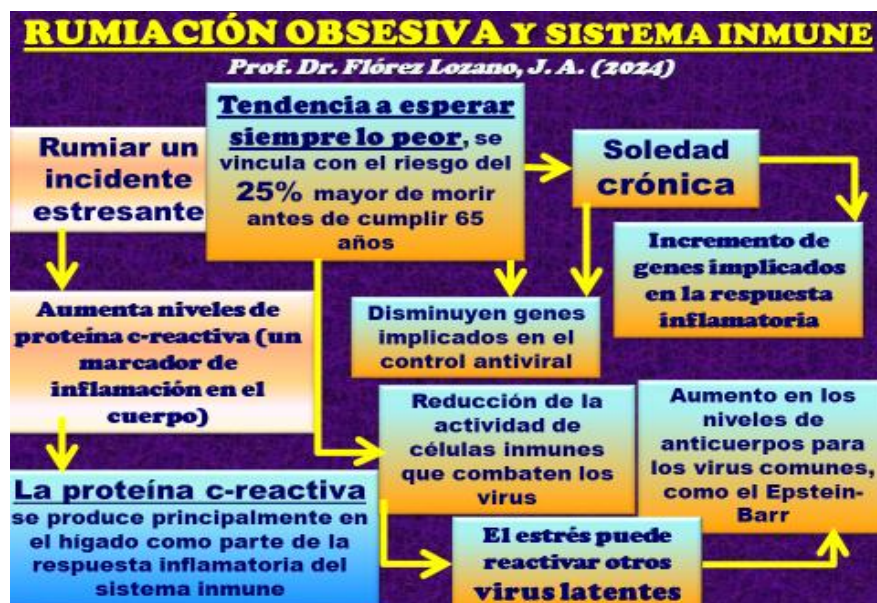 RUMIACIÓN OBSESIVA Y SISTEMA INMUNE
Prof. Dr. Flórez Lozano, J. A. (2024)
Rumiar un
incidente
estresante
Tendencia a esperar
siempre lo peor, se
vincula con el riesgo del
25% mayor de morir
antes de cumplir 65
años
Soledad
crónica
Incremento de
genes implicados
en la respuesta
inflamatoria
Aumenta niveles de
proteína c-reactiva (un
marcador de
inflamación en el
cuerpo)
Disminuyen genes
implicados en el
control antiviral
Reducción de la
actividad de
células inmunes
que combaten los
virus
Aumento en los
niveles de
anticuerpos para
los virus comunes,
como el Epstein-
Barr
La proteína c-reactiva
se produce principalmente en
el hígado como parte de la
respuesta inflamatoria del
sistema inmune
El estrés puede
reactivar otros
virus latentes